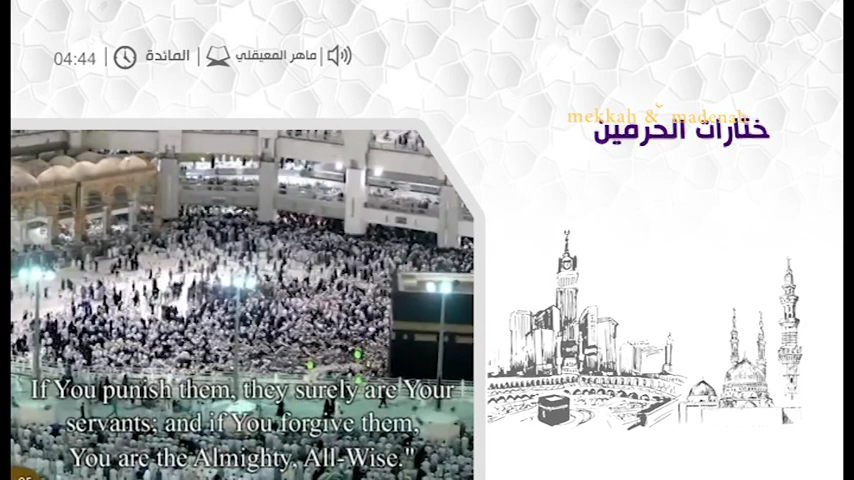 04:44 | المائدة | ماهر المعيقلي |
mekkah & madenah
ختارات الحرمين
If You punish them, they surely are Your
servants; and if You forgive them,
You are the Almighty, All-Wise."